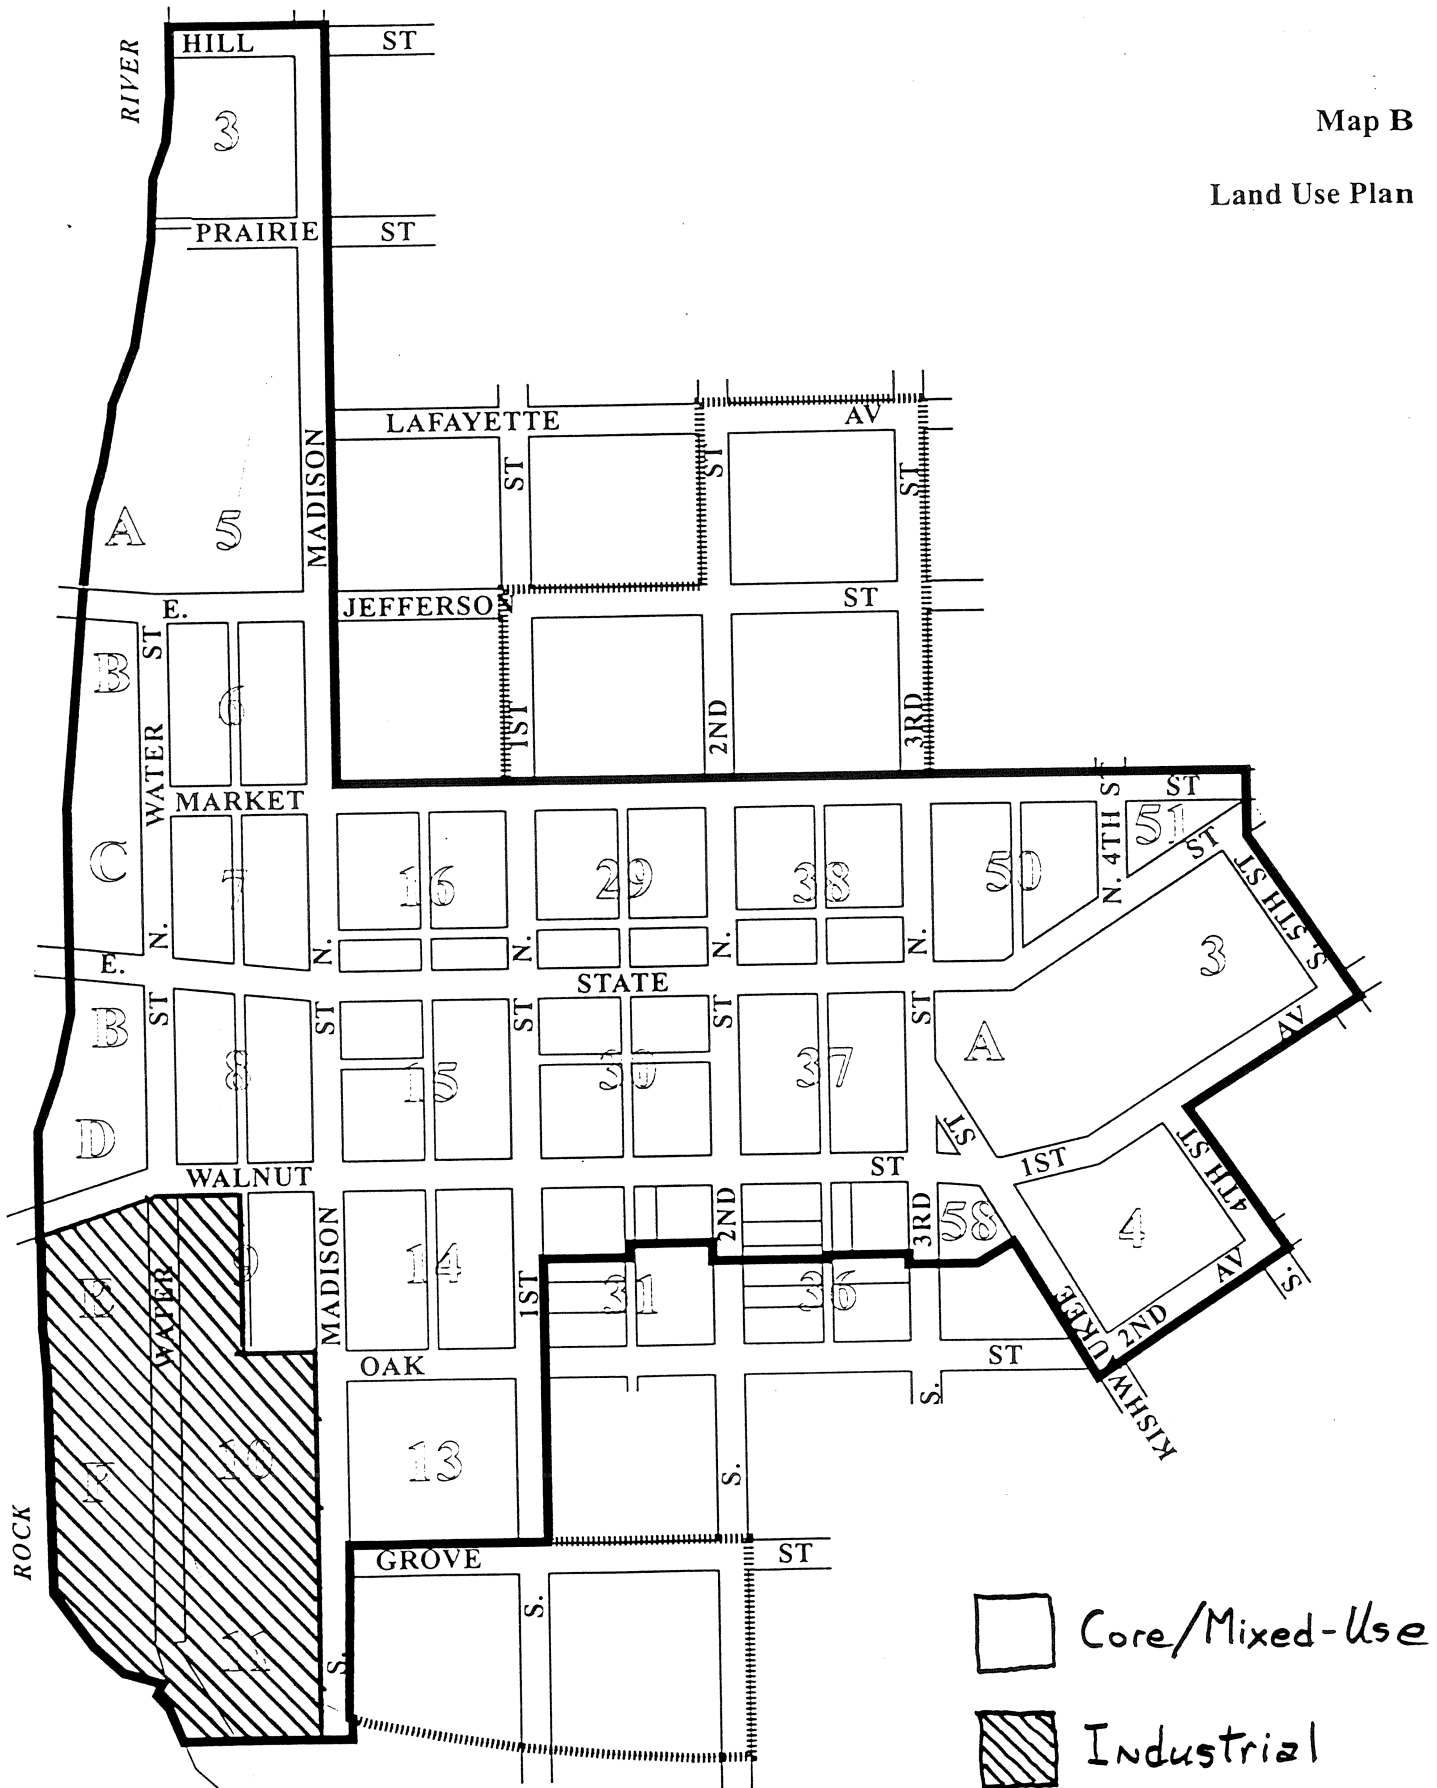 HILL ST
RIVER
3
Map B
Land Use Plan
PRAIRIE ST
MADISON
LAFAYETTE AV
ST
ST
ST
A 5
E. JEFFERSON ST
ST
B
6
WATER
1ST
2ND
3RD
MARKET ST
N. 4TH ST
51
ST
C
7
16
29
38
50
S. 5TH ST
N.
N.
N.
N.
N.
3
E. STATE
ST
ST
ST
ST
ST
AV
B
8
15
30
37
A
D
ST
WALNUT ST
1ST
4TH ST
2ND
3RD
58
4
9
14
MADISON
E
WATER
1ST
31
36
AV
S.
2ND
KISHWAUKEE
OAK ST
S.
F
10
13
S.
ROCK
GROVE ST
S.
11
S.
Core/Mixed-Use
Industrial